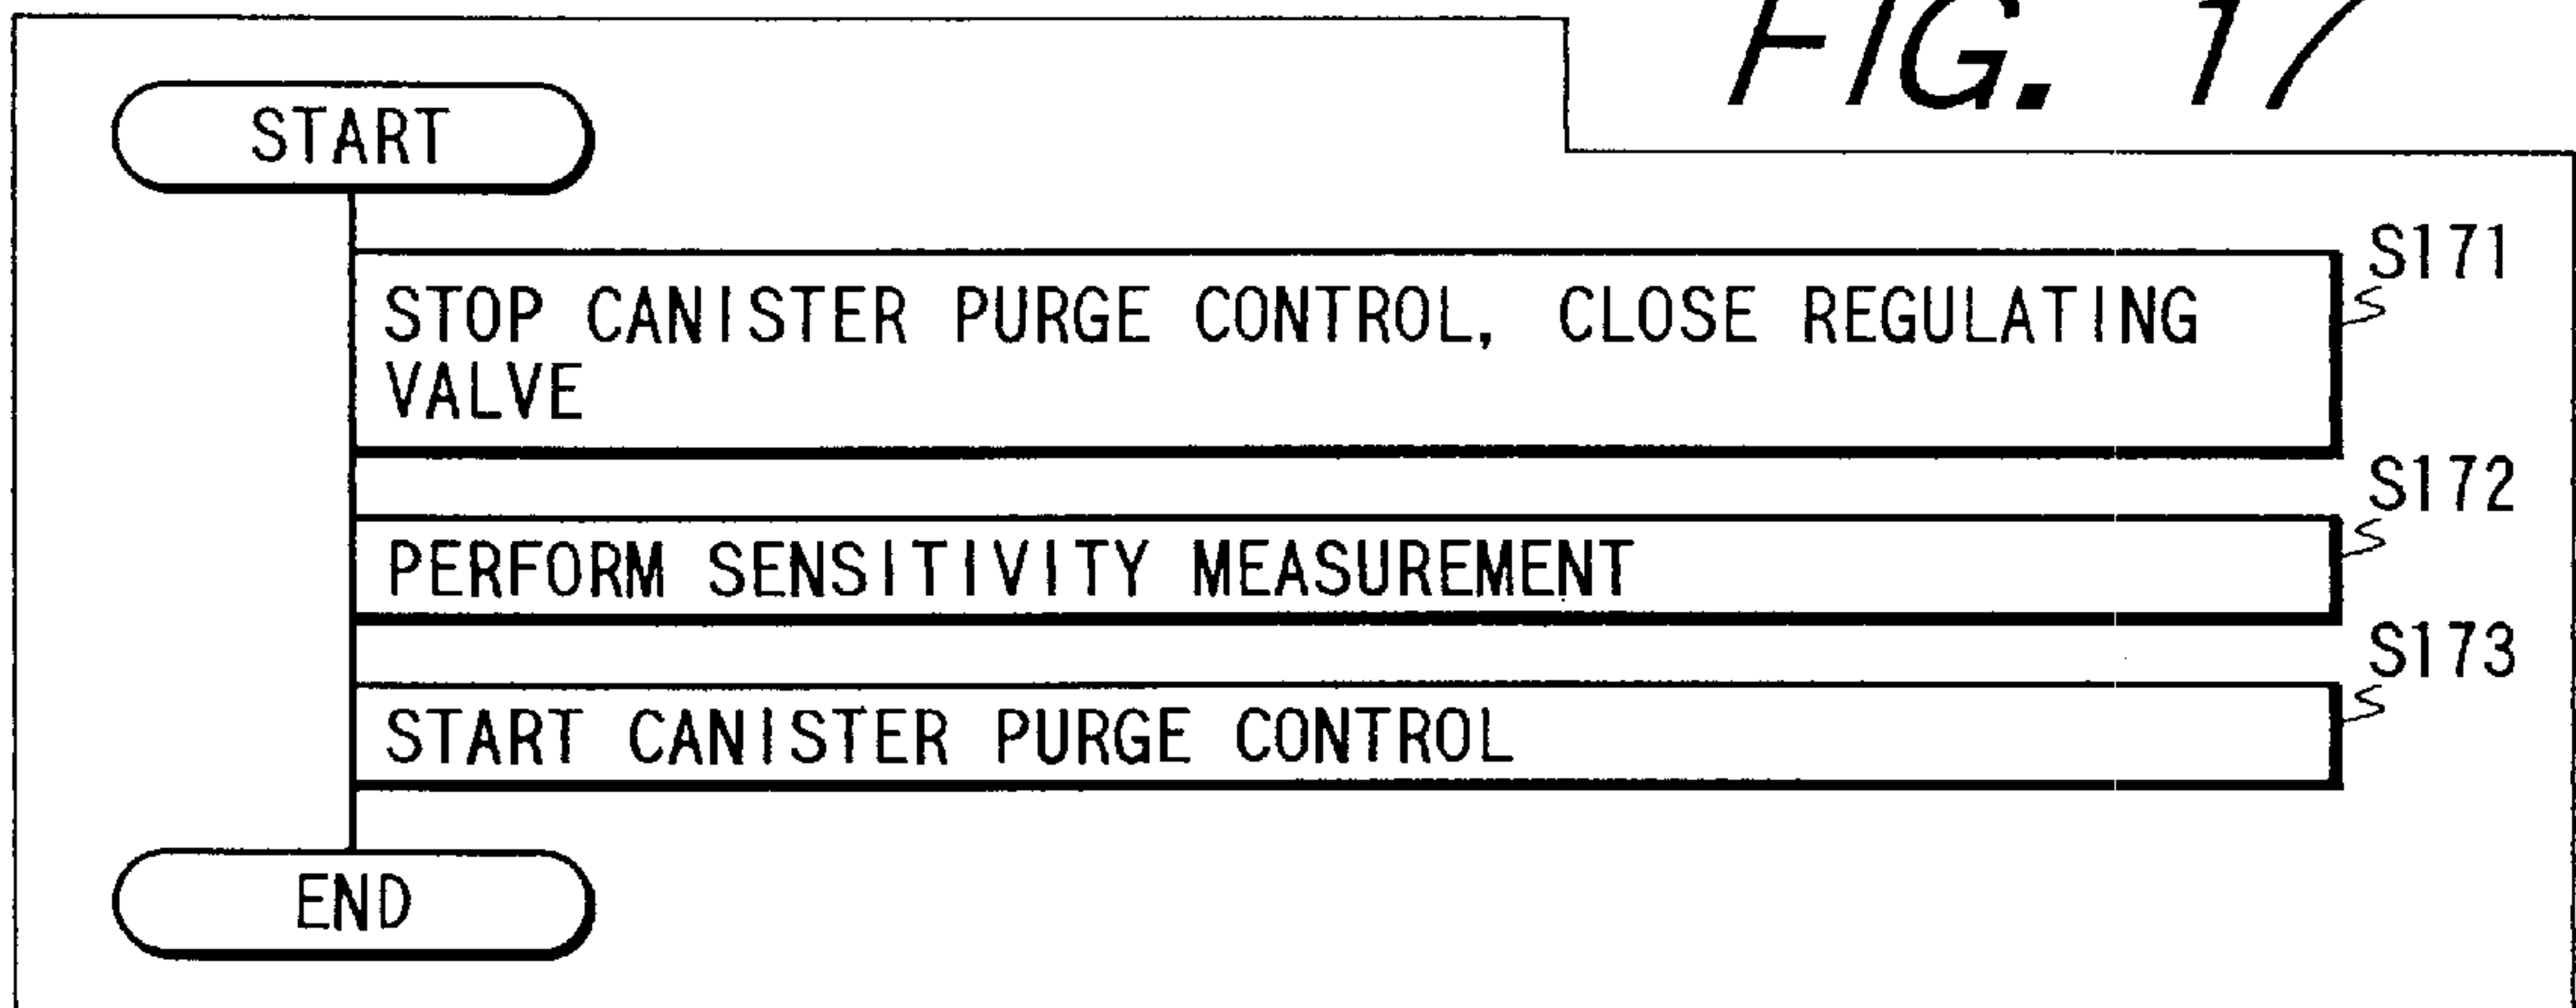 FIG. 17
START
S171
STOP CANISTER PURGE CONTROL, CLOSE REGULATING
VALVE
S172
PERFORM SENSITIVITY MEASUREMENT
S173
START CANISTER PURGE CONTROL
END